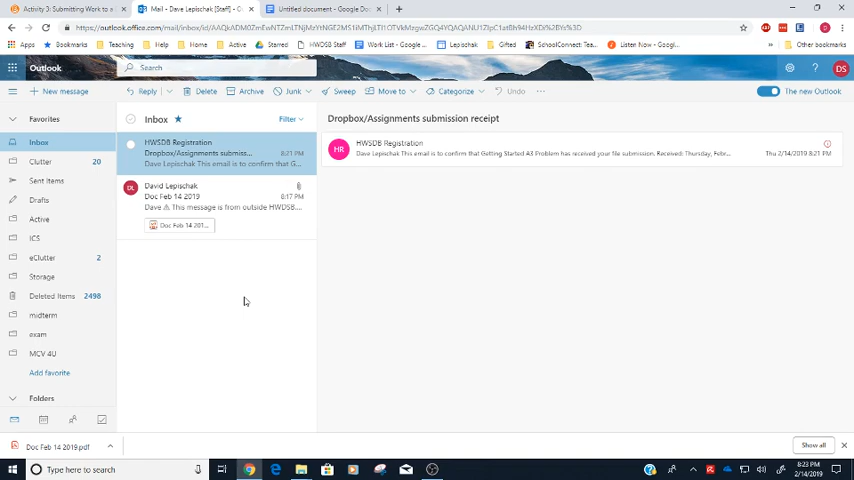 Activity 3: Submitting Work to a
Mail - Dave Lepischak [Staff] - O
Untitled document - Google Doc
https://outlook.office.com/mail/inbox/id/
Apps
Bookmarks
Teaching
Help
Home
Active
Starred
HWDSB Staff
Work List - Google...
Lepischak
Gifted
SchoolConnect: Tea...
Listen Now - Googl...
Other bookmarks
Outlook
Search
DS
New message
Reply
Delete
Archive
Junk
Sweep
Move to
Categorize
Undo
The new Outlook
Favorites
Inbox
Clutter 20
Sent Items
Drafts
Active
ICS
eClutter 2
Storage
Deleted Items 2498
midterm
exam
MCV 4U
Add favorite
Folders
Inbox
Filter
HWSDB Registration
Dropbox/Assignments submiss... 8:21 PM
Dave Lepischak This email is to confirm that G...
DL
David Lepischak
Doc Feb 14 2019 8:17 PM
Dave ⚠ This message is from outside HWDSB.
Doc Feb 14 201...
Dropbox/Assignments submission receipt
HR
HWSDB Registration
Dave Lepischak This email is to confirm that Getting Started A3 Problem has received your file submission. Received: Thursday, Febr...
Thu 2/14/2019 8:21 PM
Doc Feb 14 2019.pdf
Show all
Type here to search
8:23 PM
2/14/2019